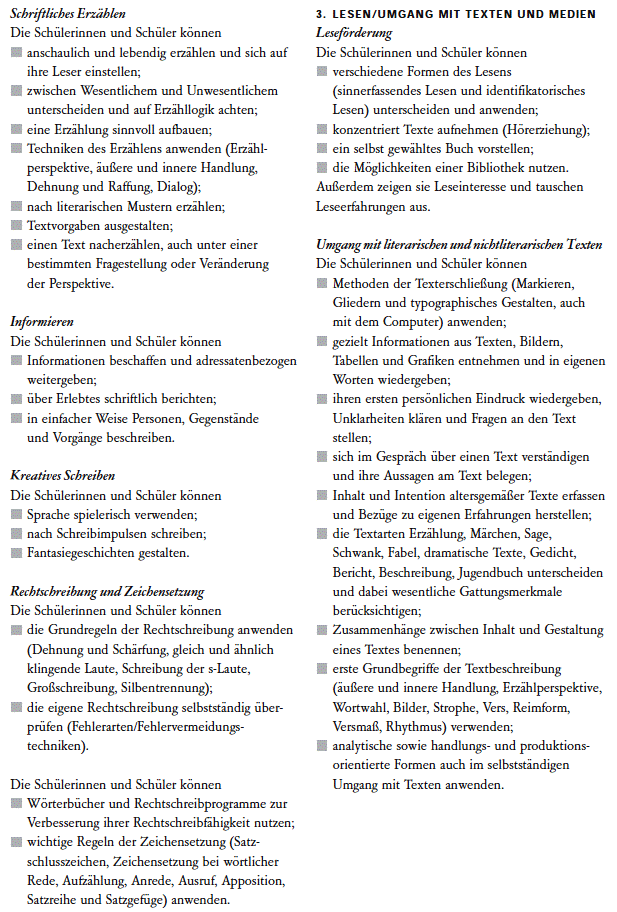 Schriftliches Erzählen
Die Schülerinnen und Schüler können
anschaulich und lebendig erzählen und sich auf
ihre Leser einstellen;
zwischen Wesentlichem und Unwesentlichem
unterscheiden und auf Erzähllogik achten;
eine Erzählung sinnvoll aufbauen;
Techniken des Erzählens anwenden (Erzähl-
perspektive, äußere und innere Handlung,
Dehnung und Raffung, Dialog);
nach literarischen Mustern erzählen;
Textvorgaben ausgestalten;
einen Text nacherzählen, auch unter einer
bestimmten Fragestellung oder Veränderung
der Perspektive.
Informieren
Die Schülerinnen und Schüler können
Informationen beschaffen und adressatenbezogen
weitergeben;
über Erlebtes schriftlich berichten;
in einfacher Weise Personen, Gegenstände
und Vorgänge beschreiben.
Kreatives Schreiben
Die Schülerinnen und Schüler können
Sprache spielerisch verwenden;
nach Schreibimpulsen schreiben;
Fantasiegeschichten gestalten.
Rechtschreibung und Zeichensetzung
Die Schülerinnen und Schüler können
die Grundregeln der Rechtschreibung anwenden
(Dehnung und Schärfung, gleich und ähnlich
klingende Laute, Schreibung der s-Laute,
Großschreibung, Silbentrennung);
die eigene Rechtschreibung selbstständig über-
prüfen (Fehlerarten/Fehlervermeidungs-
techniken).
Die Schülerinnen und Schüler können
Wörterbücher und Rechtschreibprogramme zur
Verbesserung ihrer Rechtschreibfähigkeit nutzen;
wichtige Regeln der Zeichensetzung (Satz-
schlusszeichen, Zeichensetzung bei wörtlicher
Rede, Aufzählung, Anrede, Ausruf, Apposition,
Satzreihe und Satzgefüge) anwenden.
3. LESEN/UMGANG MIT TEXTEN UND MEDIEN
Leseförderung
Die Schülerinnen und Schüler können
verschiedene Formen des Lesens
(sinnerfassendes Lesen und identifikatorisches
Lesen) unterscheiden und anwenden;
konzentriert Texte aufnehmen (Hörerziehung);
ein selbst gewähltes Buch vorstellen;
die Möglichkeiten einer Bibliothek nutzen.
Außerdem zeigen sie Leseinteresse und tauschen
Leseerfahrungen aus.
Umgang mit literarischen und nichtliterarischen Texten
Die Schülerinnen und Schüler können
Methoden der Texterschließung (Markieren,
Gliedern und typographisches Gestalten, auch
mit dem Computer) anwenden;
gezielt Informationen aus Texten, Bildern,
Tabellen und Grafiken entnehmen und in eigenen
Worten wiedergeben;
ihren ersten persönlichen Eindruck wiedergeben,
Unklarheiten klären und Fragen an den Text
stellen;
sich im Gespräch über einen Text verständigen
und ihre Aussagen am Text belegen;
Inhalt und Intention altersgemäßer Texte erfassen
und Bezüge zu eigenen Erfahrungen herstellen;
die Textarten Erzählung, Märchen, Sage,
Schwank, Fabel, dramatische Texte, Gedicht,
Bericht, Beschreibung, Jugendbuch unterscheiden
und dabei wesentliche Gattungsmerkmale
berücksichtigen;
Zusammenhänge zwischen Inhalt und Gestaltung
eines Textes benennen;
erste Grundbegriffe der Textbeschreibung
(äußere und innere Handlung, Erzählperspektive,
Wortwahl, Bilder, Strophe, Vers, Reimform,
Versmaß, Rhythmus) verwenden;
analytische sowie handlungs- und produktions-
orientierte Formen auch im selbstständigen
Umgang mit Texten anwenden.